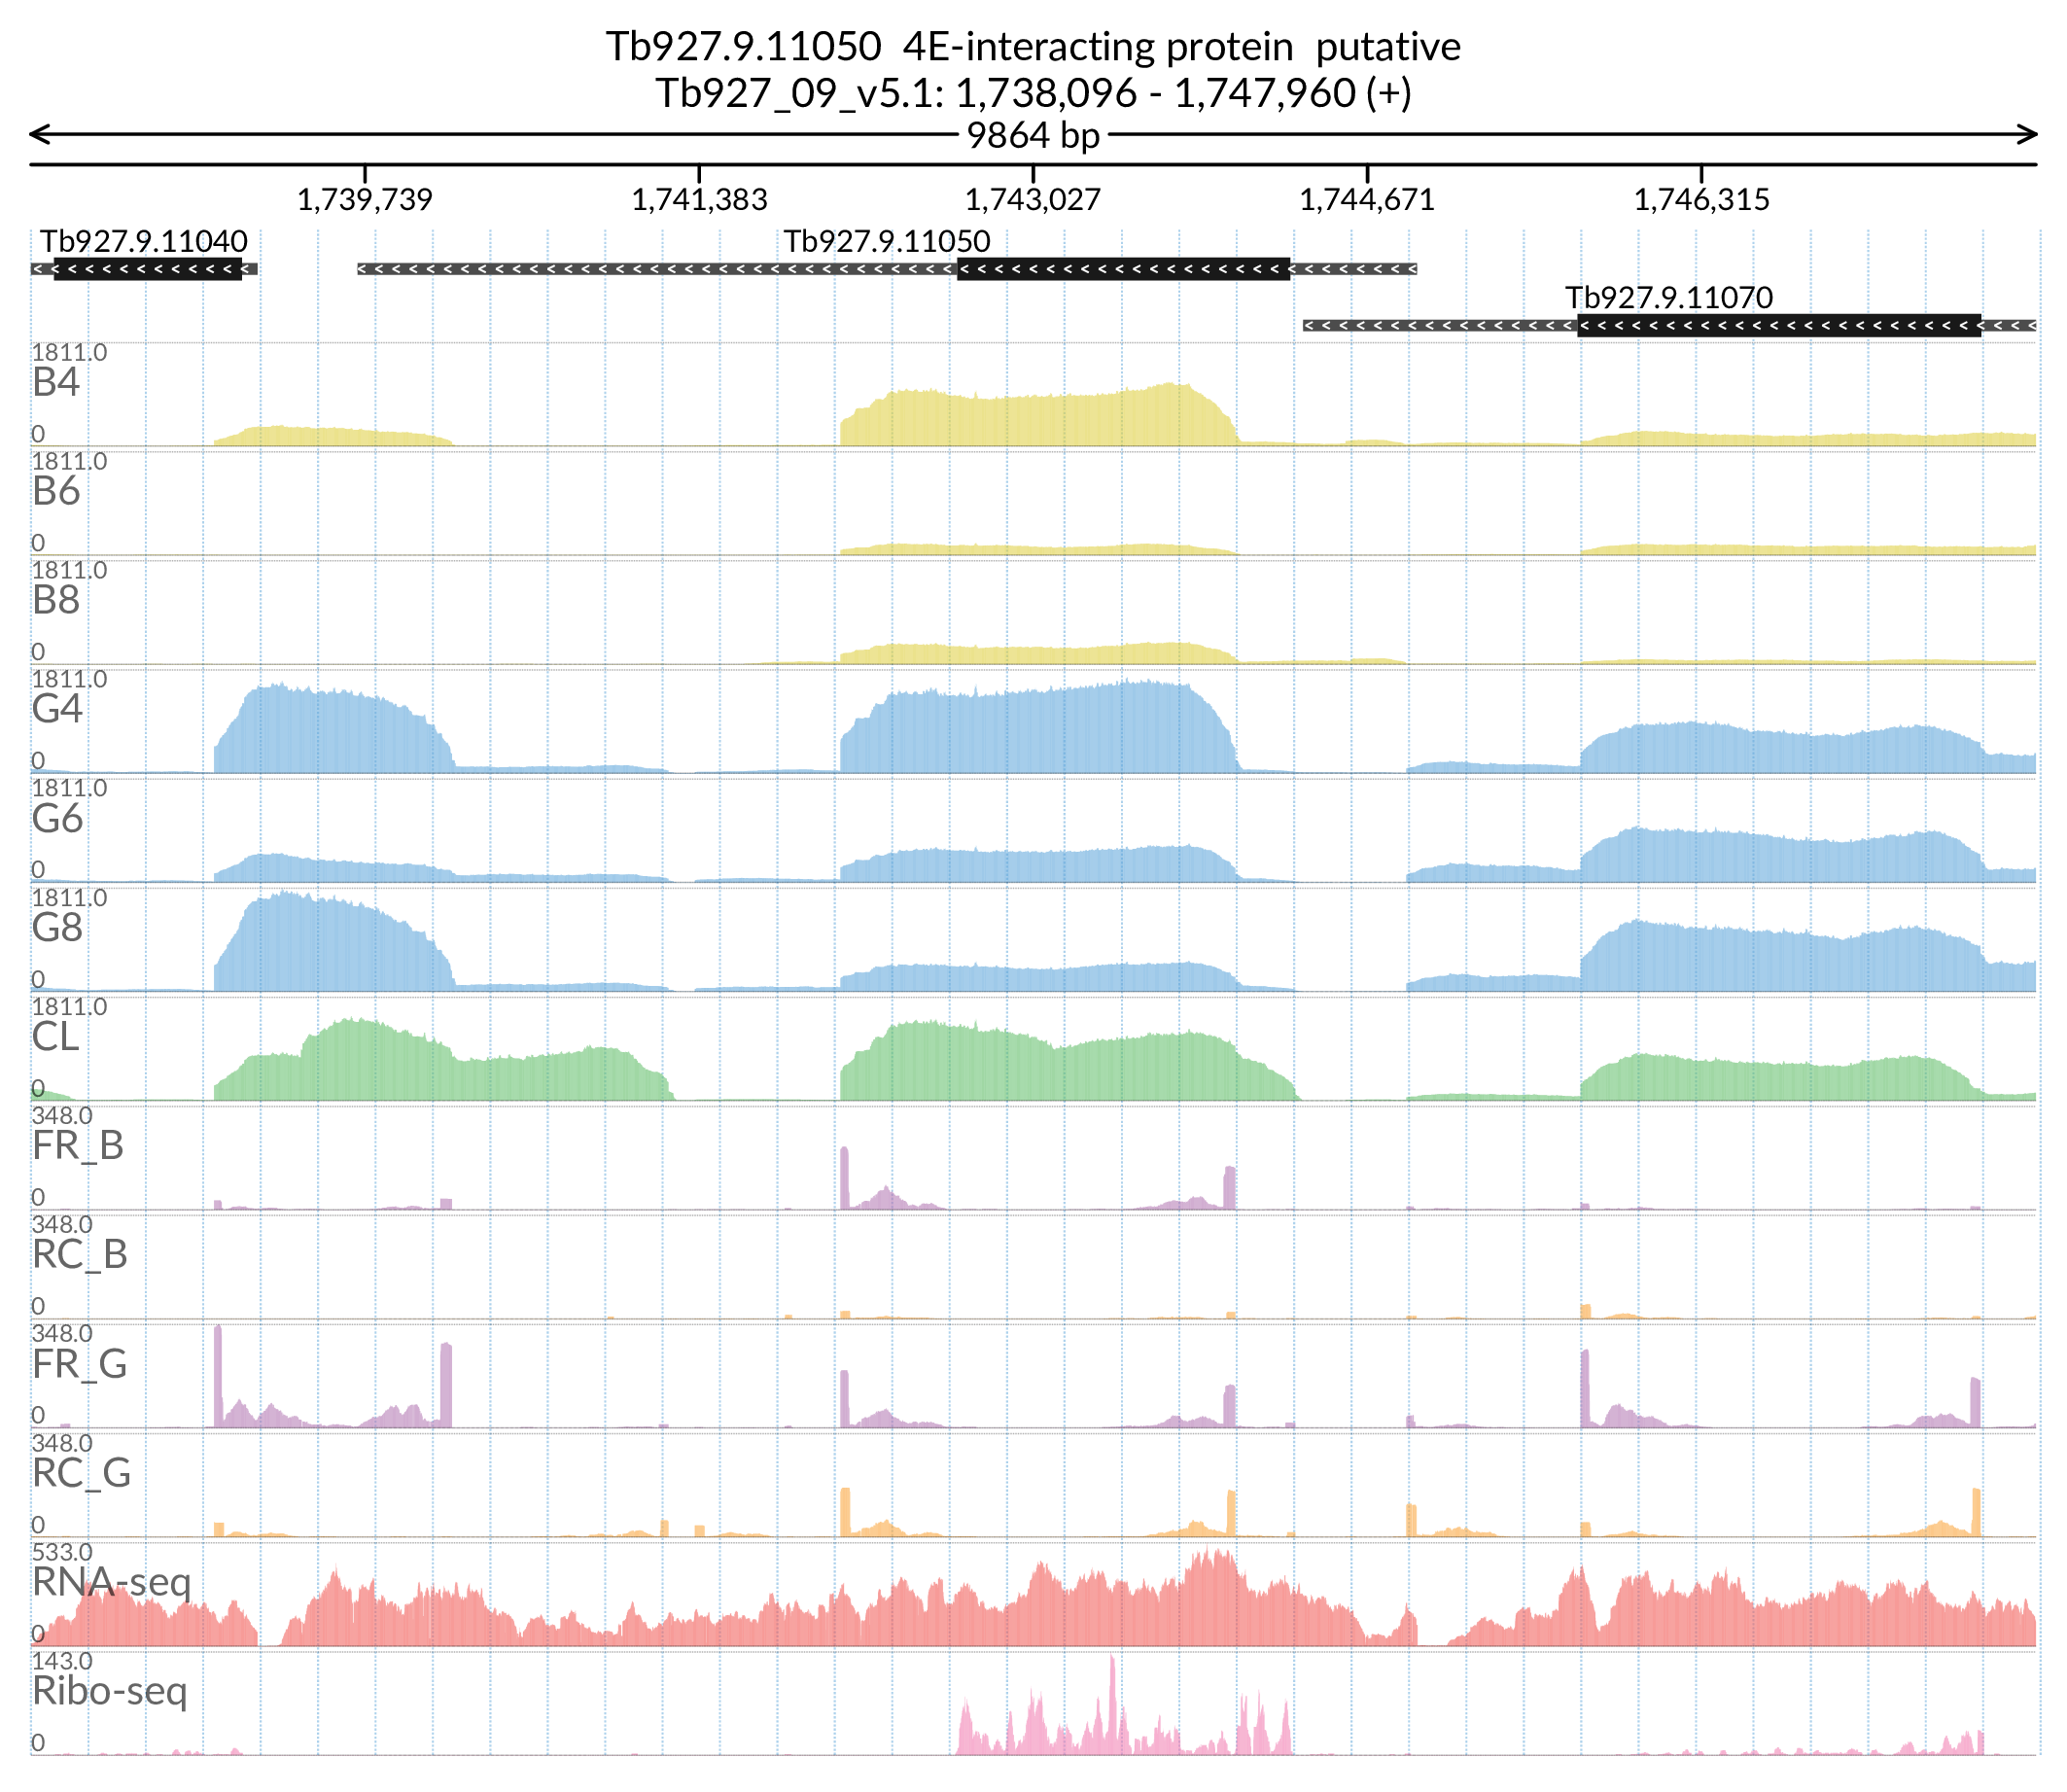 Tb927.9.11050  4E-interacting protein  putative
Tb927_09_v5.1: 1,738,096 - 1,747,960 (+)
9864 bp
1,739,739 1,741,383 1,743,027 1,744,671 1,746,315
Tb927.9.11040 Tb927.9.11050
Tb927.9.11070
1811.0
B4
0
1811.0
B6
0
1811.0
B8
0
1811.0
G4
0
1811.0
G6
0
1811.0
G8
0
1811.0
CL
0
348.0
FR_B
0
348.0
RC_B
0
348.0
FR_G
0
348.0
RC_G
0
533.0
RNA-seq
0
143.0
Ribo-seq
0